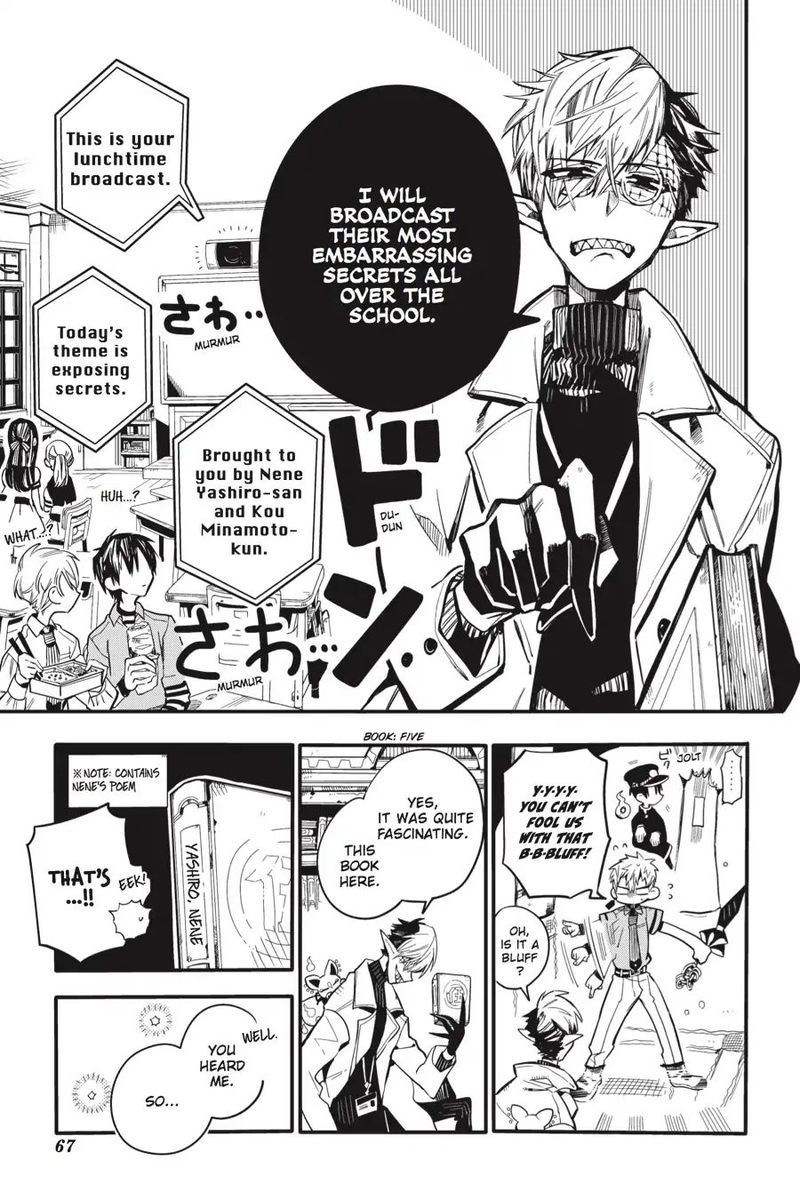 I WILL
BROADCAST
THEIR MOST
EMBARRASSING
SECRETS ALL
OVER THE
SCHOOL.
This is your
lunchtime
broadcast.
さわ…
MURMUR
Today's
theme is
exposing
secrets.
Brought to
you by Nene
Yashiro-san
and Kou
Minamoto-
kun.
ドドン
DU-
DUN
HUH...?
WHAT...?
さわ…
MURMUR
ビク
JOLT
......
Y-Y-Y-Y-
YOU CAN'T
FOOL US
WITH THAT
B-B-BLUFF!
OH,
IS IT A
BLUFF
?
BOOK: FIVE
YES,
IT WAS QUITE
FASCINATING.
THIS
BOOK
HERE.
伍
※NOTE: CONTAINS
NENE'S POEM
YASHIRO, NENE
THAT'S
...!!
EEK!
WELL.
YOU
HEARD
ME.
SO...
67